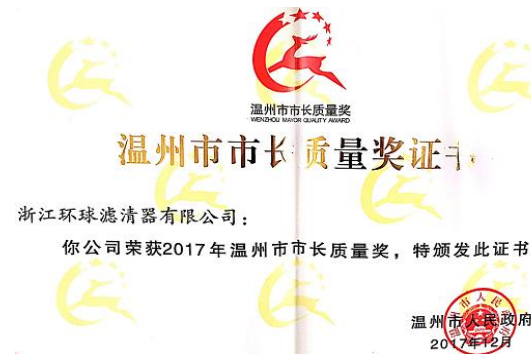 温州市市长质量奖
WENZHOU MAYOR QUALITY AWARD
温州市市长质量奖证书
浙江环球滤清器有限公司：
你公司荣获2017年温州市市长质量奖，特颁发此证书
温州市人民政府
2017年12月